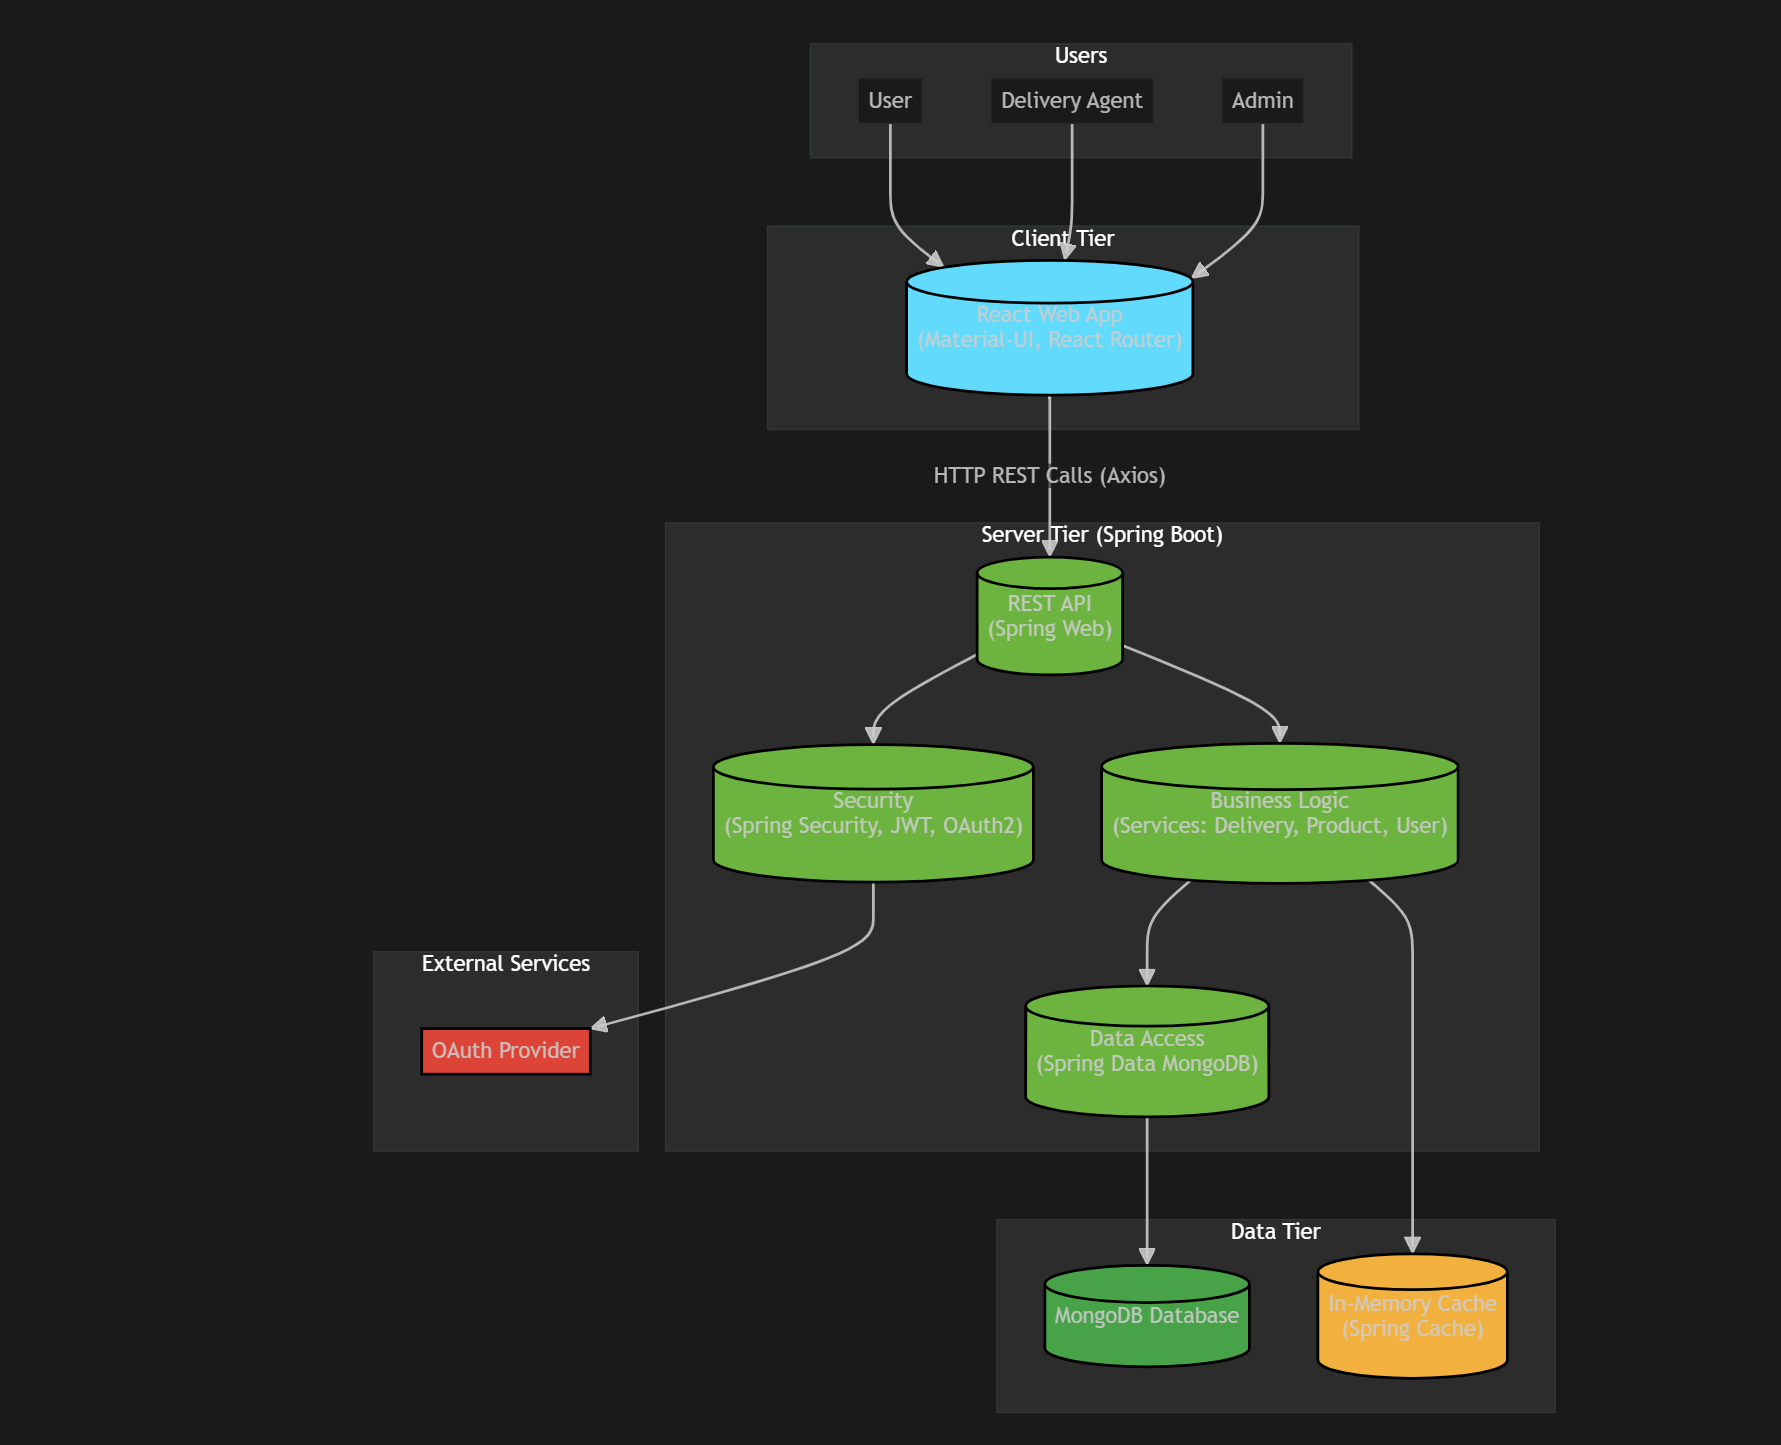 Users
User
Delivery Agent
Admin
Client Tier
React Web App
(Material-UI, React Router)
HTTP REST Calls (Axios)
Server Tier (Spring Boot)
REST API
(Spring Web)
Security
(Spring Security, JWT, OAuth2)
Business Logic
(Services: Delivery, Product, User)
External Services
OAuth Provider
Data Access
(Spring Data MongoDB)
Data Tier
MongoDB Database
In-Memory Cache
(Spring Cache)